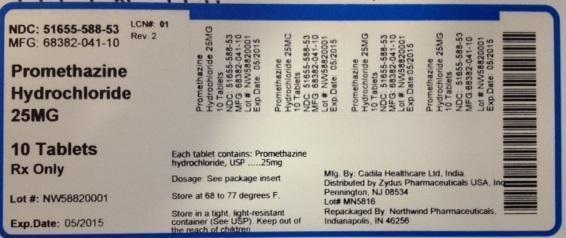 NDC: 51655-588-53
MFG: 68382-041-10
LCN#: 01
Rev. 2
Promethazine
Hydrochloride
25MG
10 Tablets
Rx Only
Lot #: NW58820001
Exp.Date: 05/2015
Promethazine
Hydrochloride 25MG
10 Tablets
NDC: 51655-588-53
MFG: 68382-041-10
Lot #: NW58820001
Exp.Date: 05/2015
Promethazine
Hydrochloride 25MG
10 Tablets
NDC: 51655-588-53
MFG: 68382-041-10
Lot #: NW58820001
Exp.Date: 05/2015
Promethazine
Hydrochloride 25MG
10 Tablets
NDC: 51655-588-53
MFG: 68382-041-10
Lot #: NW58820001
Exp.Date: 05/2015
Promethazine
Hydrochloride 25MG
10 Tablets
NDC: 51655-588-53
MFG: 68382-041-10
Lot #: NW58820001
Exp.Date: 05/2015
Each tablet contains: Promethazine
hydrochloride, USP .....25mg
Dosage: See package insert
Store at 68 to 77 degrees F.
Store in a tight, light-resistant
container (See USP). Keep out of
the reach of children.
Mfg. By: Cadila Healthcare Ltd, India
Distributed by Zydus Pharmaceuticals USA,
Pennington, NJ 08534
Lot# MN5816
Repackaged By: Northwind Pharmaceuticals,
Indianapolis, IN 46256